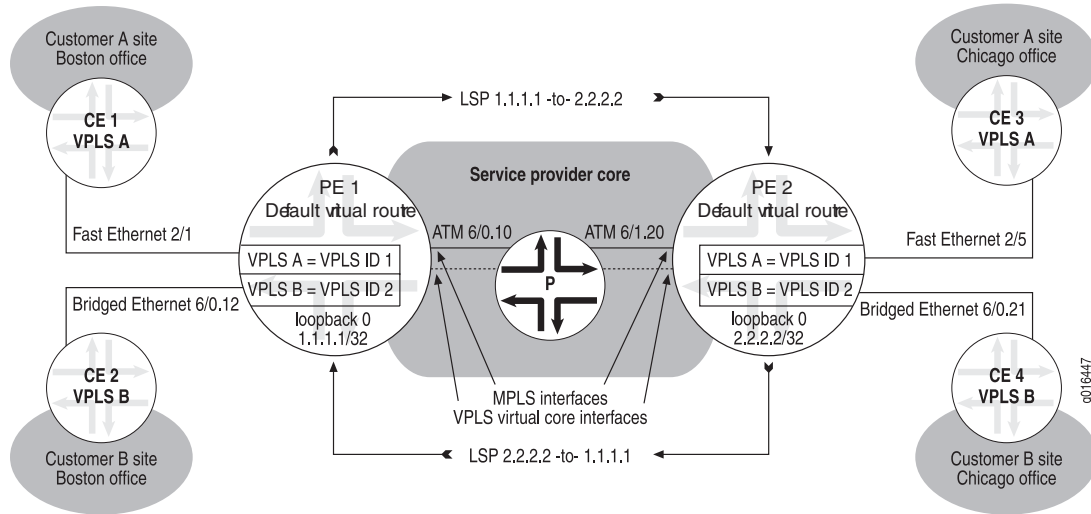 Customer A site
Boston office
CE 1
VPLS A
Fast Ethernet 2/1
Bridged Ethernet 6/0.12
CE 2
VPLS B
Customer B site
Boston office
LSP 1.1.1.1 -to- 2.2.2.2
PE 1
Default vitual route
VPLS A = VPLS ID 1
VPLS B = VPLS ID 2
loopback 0
1.1.1.1/32
Service provider core
ATM 6/0.10
ATM 6/1.20
P
MPLS interfaces
VPLS virtual core interfaces
LSP 2.2.2.2 -to- 1.1.1.1
PE 2
Default vitual route
VPLS A = VPLS ID 1
VPLS B = VPLS ID 2
loopback 0
2.2.2.2/32
Customer A site
Chicago office
CE 3
VPLS A
Fast Ethernet 2/5
Bridged Ethernet 6/0.21
CE 4
VPLS B
Customer B site
Chicago office
g016447